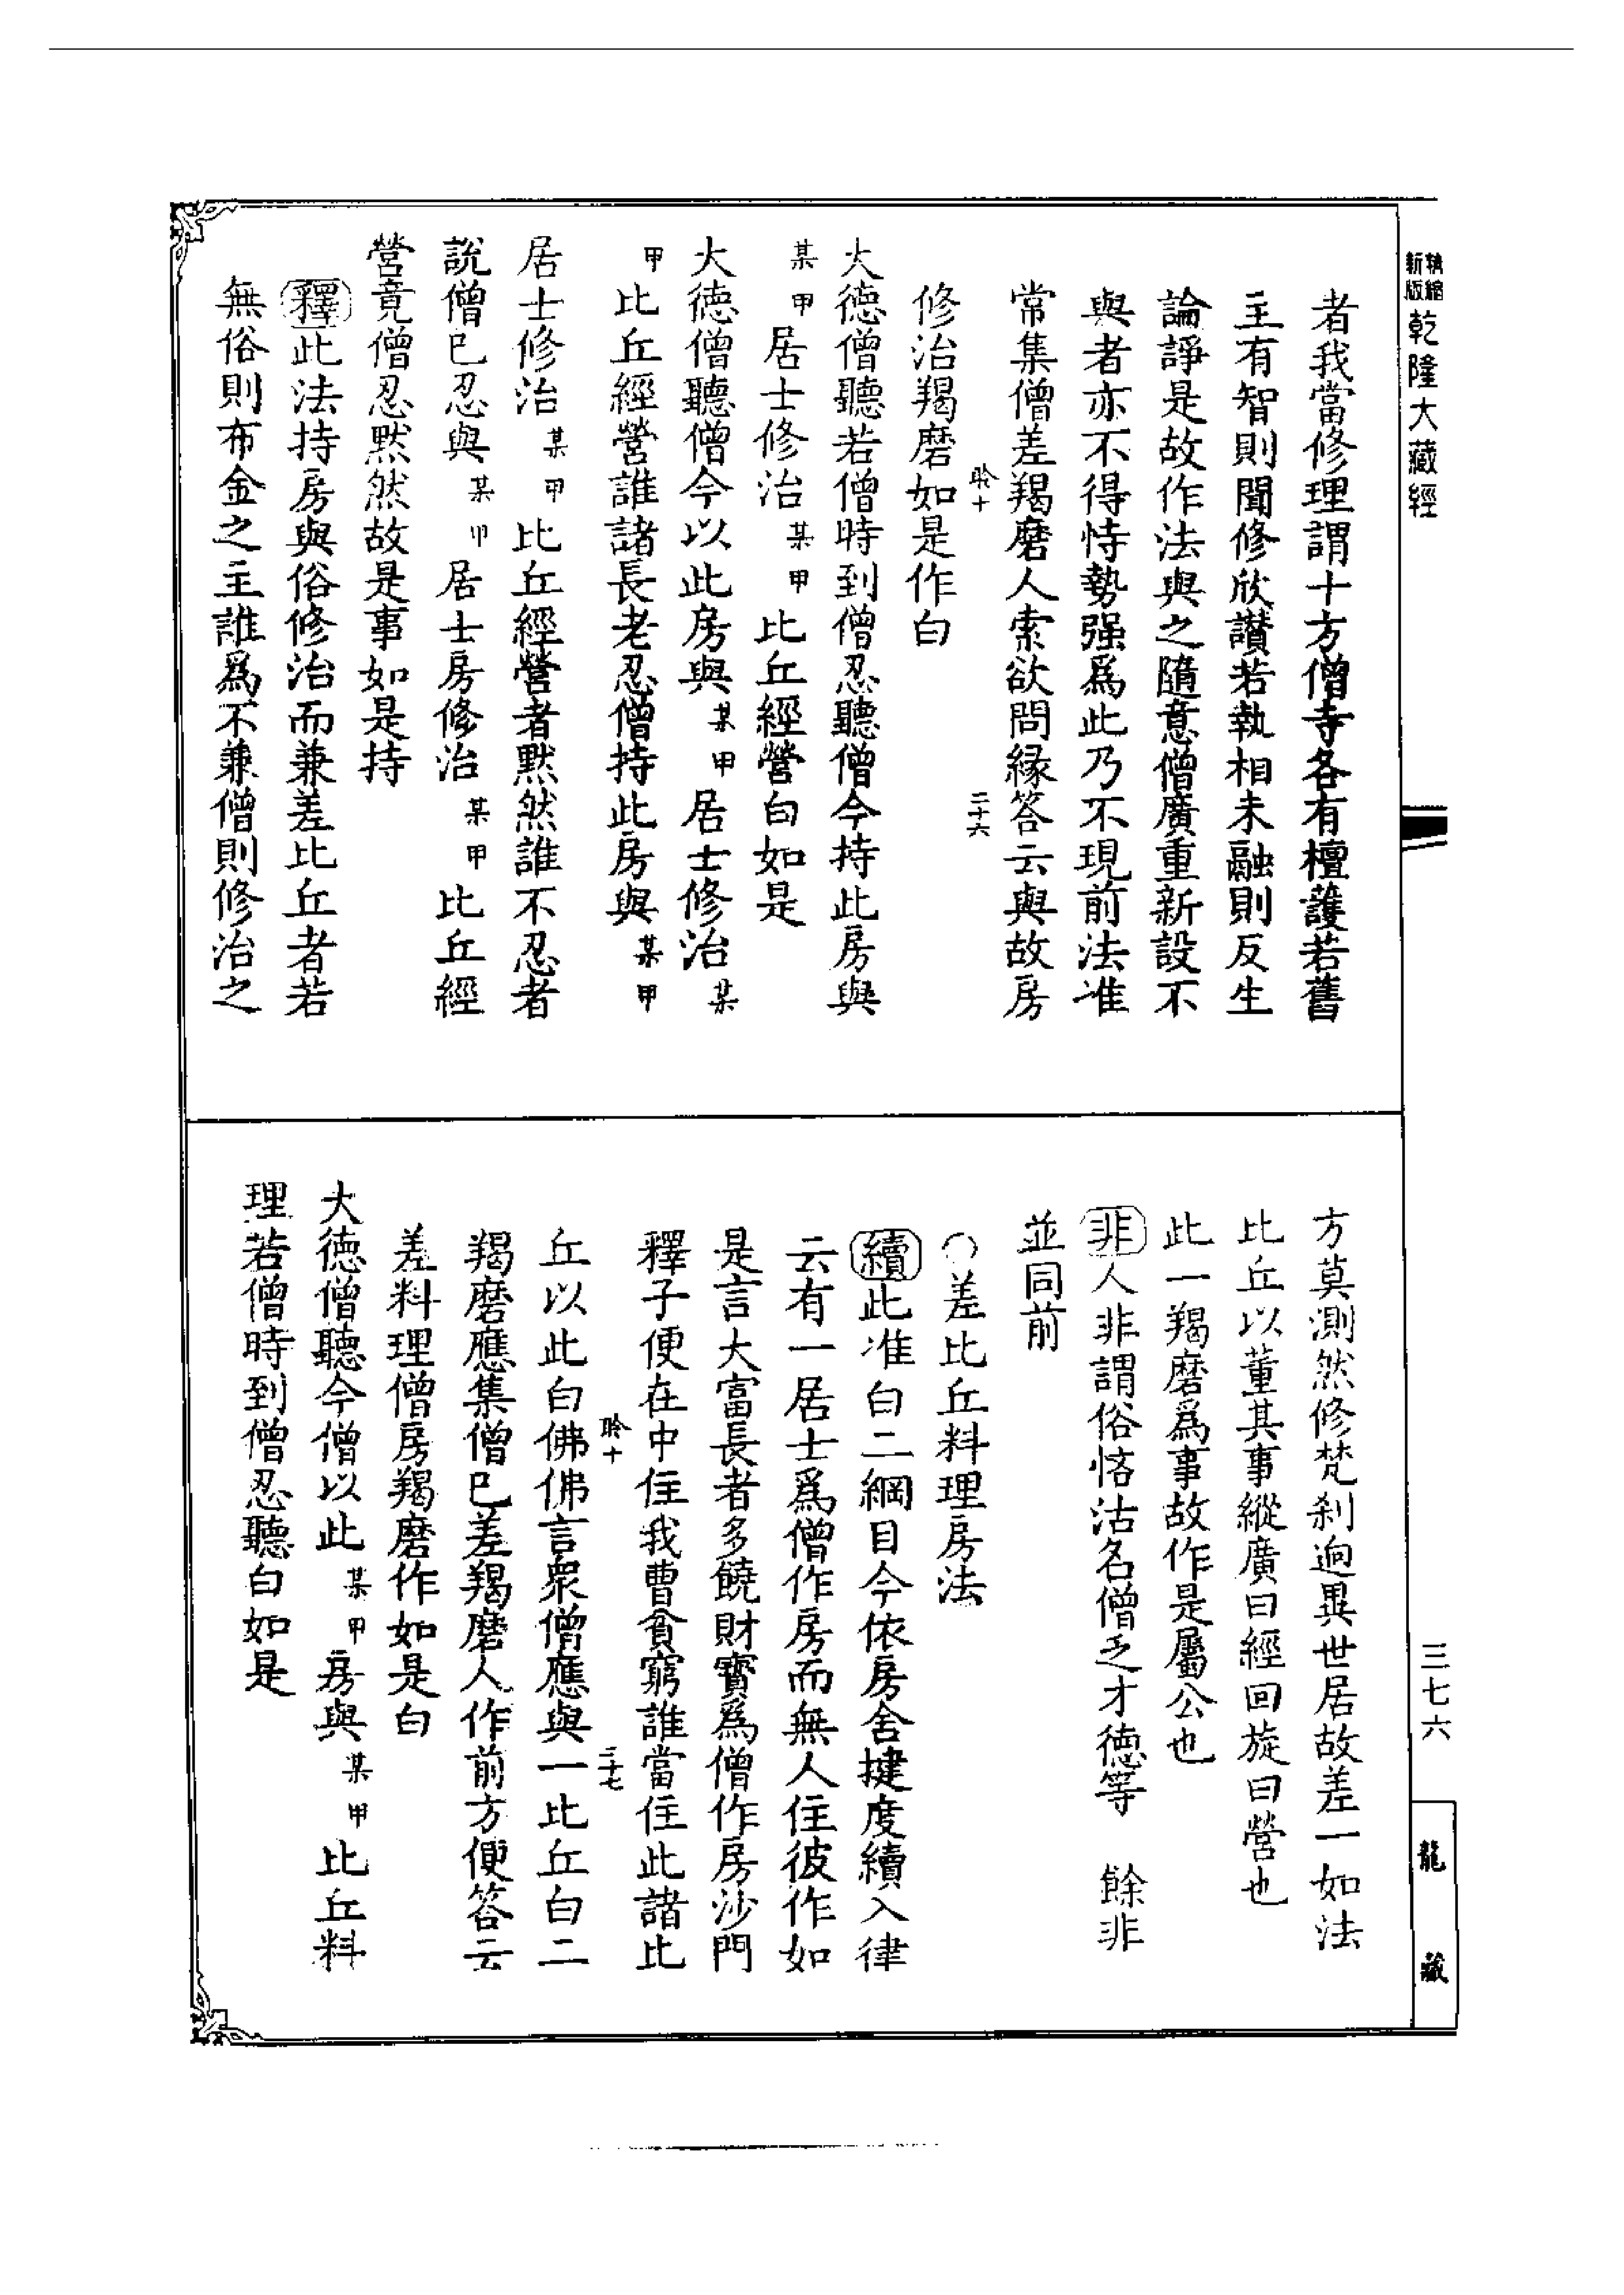 精縮新版乾隆大藏經
者我當修理謂十方僧寺各有檀護若舊
主有智則聞修欣讚若執相未融則反生
論諍是故作法與之隨意僧廣重新設不
與者亦不得恃勢强爲此乃不現前法准
常集僧差羯磨人索欲問緣答云與故房
聆十 二十六
修治羯磨如是作白
大德僧聽若僧時到僧忍聽僧今持此房與
某甲居士修治某甲比丘經營白如是
大德僧聽僧今以此房與某甲居士修治某
甲比丘經營誰諸長老忍僧持此房與某甲
居士修治某甲比丘經營者黙然誰不忍者
說僧已忍與某甲居士房修治某甲比丘經
營竟僧忍黙然故是事如是持
釋此法持房與俗修治而兼差比丘者若
無俗則布金之主誰爲不兼僧則修治之
方莫測然修梵刹迥異世居故差一如法
比丘以董其事縱廣曰經回旋曰營也
此一羯磨爲事故作是屬公也
非人非謂俗悋沽名僧乏才德等　餘非
並同前
○差比丘料理房法
續此准白二綱目今依房舍揵度續入律
云有一居士爲僧作房而無人住彼作如
是言大富長者多饒財寳爲僧作房沙門
釋子便在中住我曹貧窮誰當住此諸比
聆十 二十七
丘以此白佛佛言眾僧應與一比丘白二
羯磨應集僧已差羯磨人作前方便答云
差料理僧房羯磨作如是白
大德僧聽今僧以此某甲房與某甲比丘料
理若僧時到僧忍聽白如是
三七六
龍藏